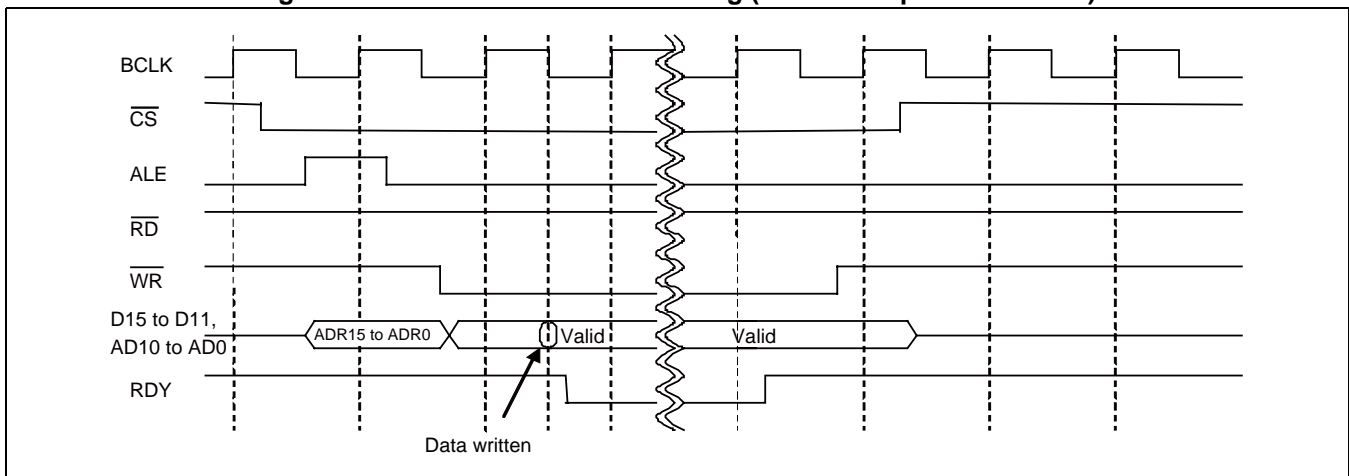 BCLK
CS
ALE
RD
WR
D15 to D11,
AD10 to AD0
ADR15 to ADR0
Valid
Valid
RDY
Data written